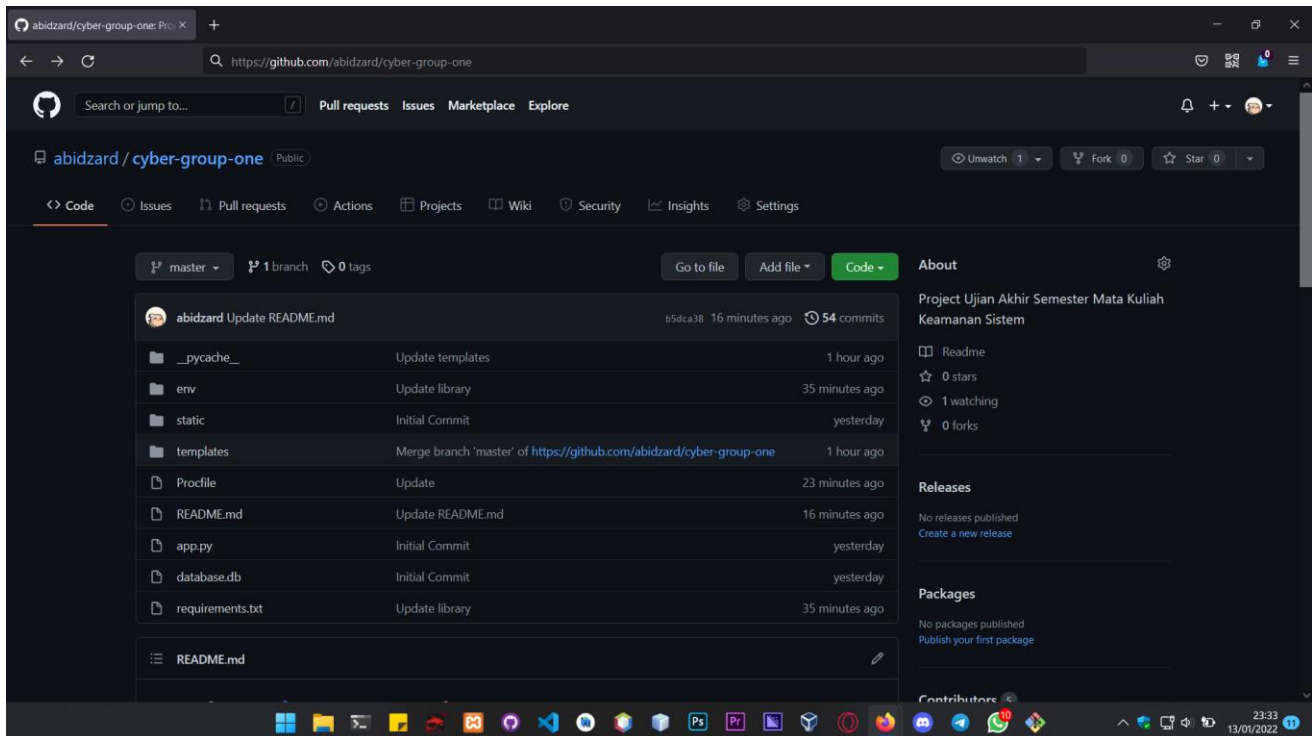 abidzard/cyber-group-one: Proj
https://github.com/abidzard/cyber-group-one
0
Search or jump to... / Pull requests Issues Marketplace Explore
abidzard / cyber-group-one Public
Unwatch 1 Fork 0 Star 0
Code Issues Pull requests Actions Projects Wiki Security Insights Settings
master 1 branch 0 tags
Go to file Add file Code
abidzard Update README.md b5dca38 16 minutes ago 54 commits
__pycache__ Update templates 1 hour ago
env Update library 35 minutes ago
static Initial Commit yesterday
templates Merge branch 'master' of https://github.com/abidzard/cyber-group-one 1 hour ago
Procfile Update 23 minutes ago
README.md Update README.md 16 minutes ago
app.py Initial Commit yesterday
database.db Initial Commit yesterday
requirements.txt Update library 35 minutes ago
README.md
About
Project Ujian Akhir Semester Mata Kuliah
Keamanan Sistem
Readme
0 stars
1 watching
0 forks
Releases
No releases published
Create a new release
Packages
No packages published
Publish your first package
Contributors 5
Ps Pr 10
23:33
13/01/2022 11